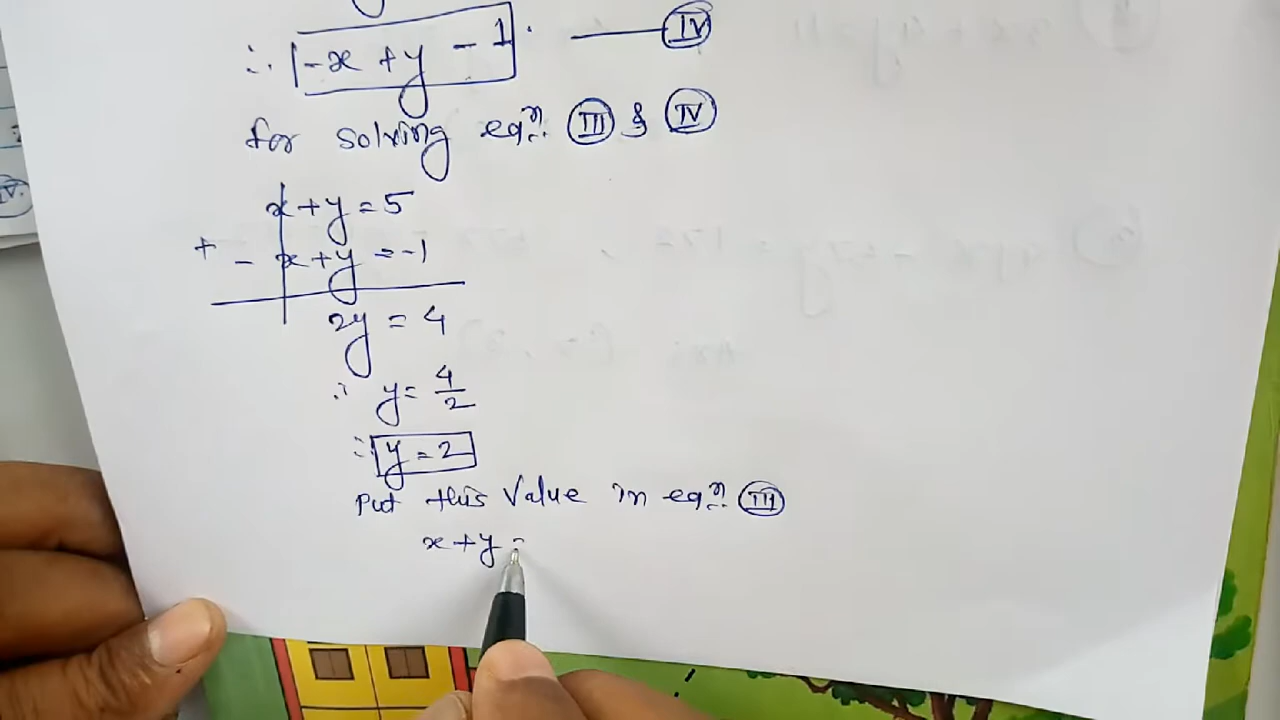 ∴ -x + y - 1. — IV
for solving eqⁿ. III & IV
x + y = 5
+ - x + y = -1
2y = 4
∴ y = 4/2
∴ y = 2
Put this Value in eqⁿ. III
x + y =